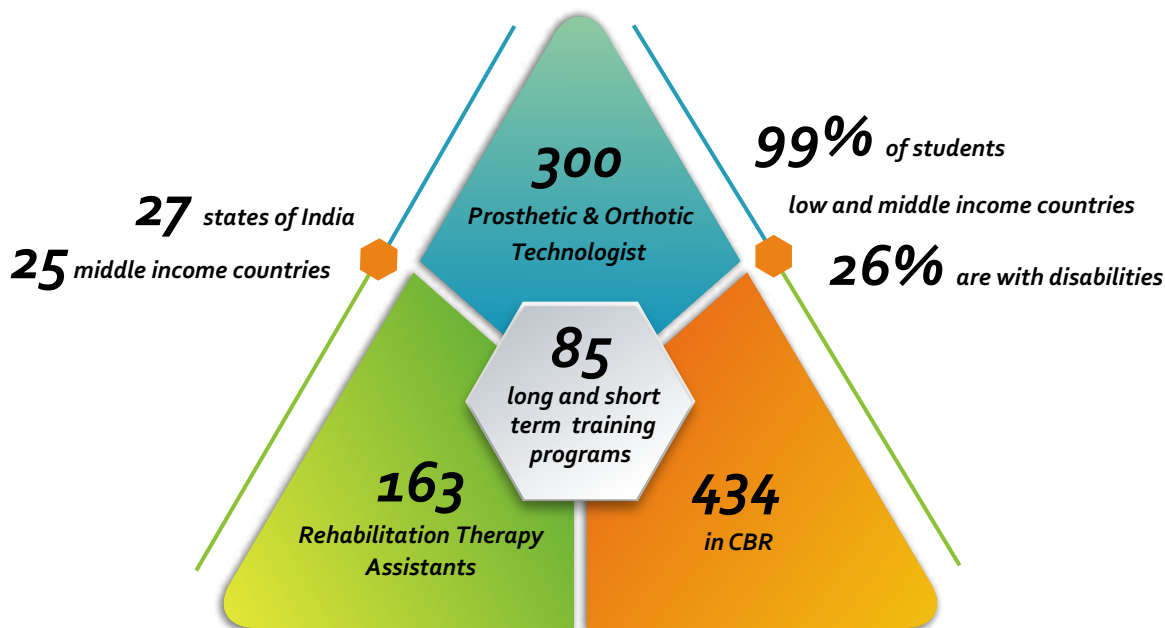 300
Prosthetic & Orthotic
Technologist
27 states of India
25 middle income countries
99% of students
low and middle income countries
26% are with disabilities
85
long and short
term training
programs
163
Rehabilitation Therapy
Assistants
434
in CBR